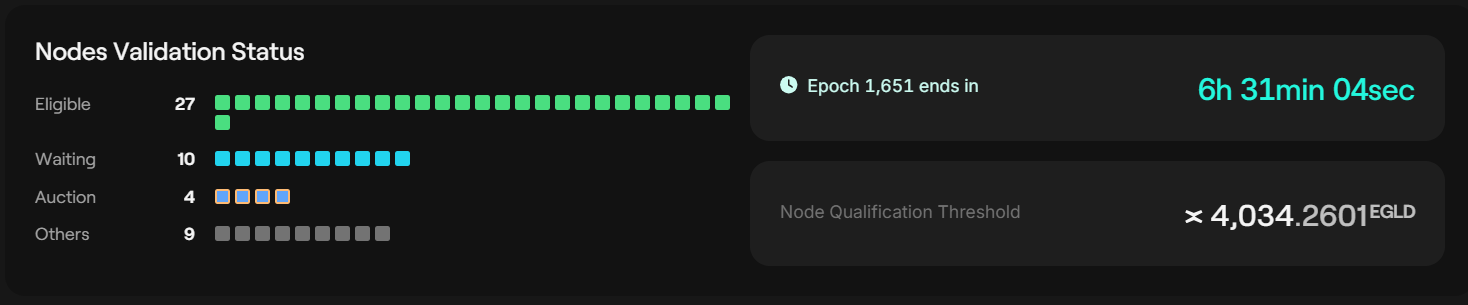 Nodes Validation Status
Eligible 27
Waiting 10
Auction 4
Others 9
Epoch 1,651 ends in 6h 31min 04sec
Node Qualification Threshold 4,034.2601 EGLD